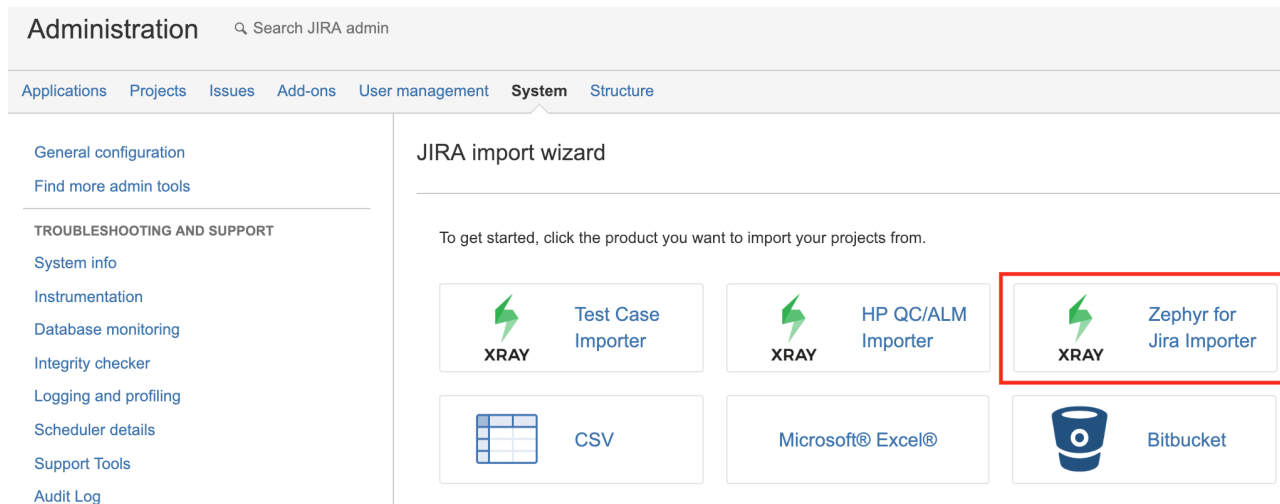 Administration
Search JIRA admin
Applications Projects Issues Add-ons User management System Structure
General configuration
Find more admin tools
TROUBLESHOOTING AND SUPPORT
System info
Instrumentation
Database monitoring
Integrity checker
Logging and profiling
Scheduler details
Support Tools
Audit Log
JIRA import wizard
To get started, click the product you want to import your projects from.
XRAY
Test Case
Importer
XRAY
HP QC/ALM
Importer
XRAY
Zephyr for
Jira Importer
CSV
Microsoft® Excel®
Bitbucket